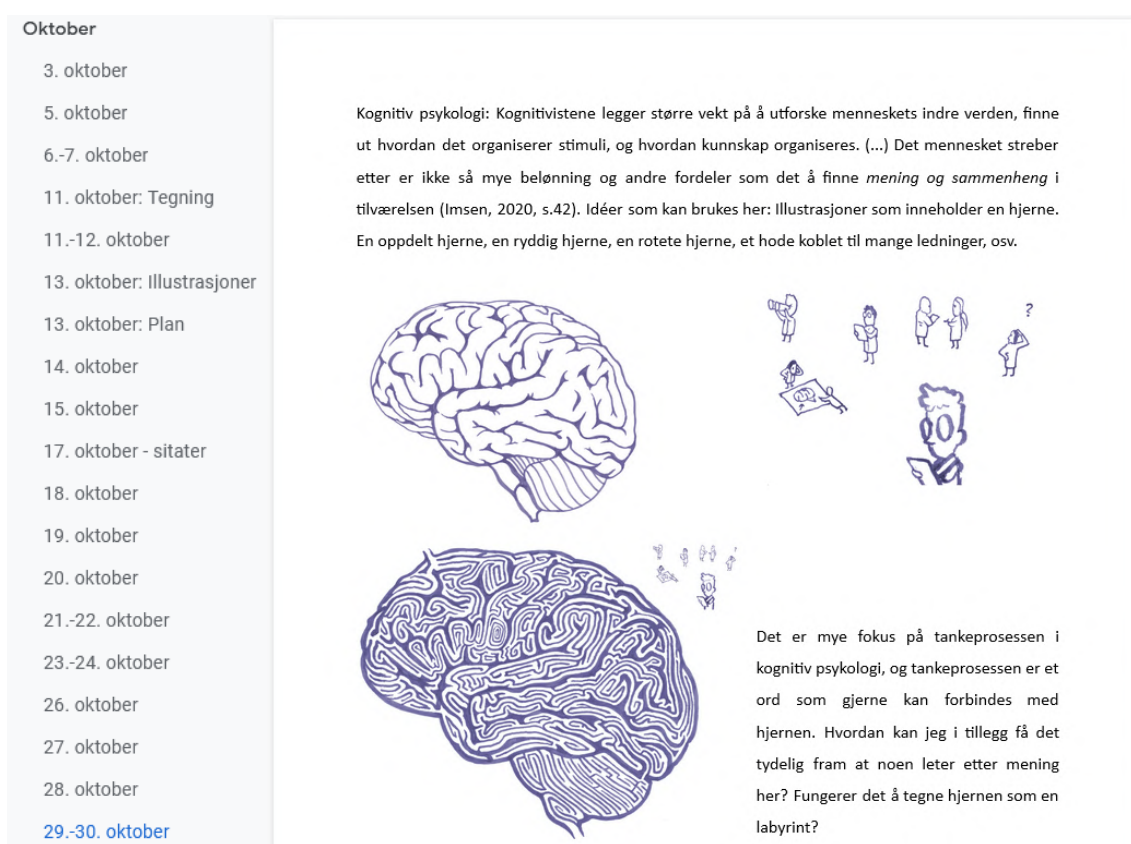 Oktober
3. oktober
5. oktober
6.-7. oktober
11. oktober: Tegning
11.-12. oktober
13. oktober: Illustrasjoner
13. oktober: Plan
14. oktober
15. oktober
17. oktober - sitater
18. oktober
19. oktober
20. oktober
21.-22. oktober
23.-24. oktober
26. oktober
27. oktober
28. oktober
29.-30. oktober
Kognitiv psykologi: Kognitivistene legger større vekt på å utforske menneskets indre verden, finne
ut hvordan det organiserer stimuli, og hvordan kunnskap organiseres. (...) Det mennesket streber
etter er ikke så mye belønning og andre fordeler som det å finne mening og sammenheng i
tilværelsen (Imsen, 2020, s.42). Idéer som kan brukes her: Illustrasjoner som inneholder en hjerne.
En oppdelt hjerne, en ryddig hjerne, en rotete hjerne, et hode koblet til mange ledninger, osv.
?
Det er mye fokus på tankeprosessen i
kognitiv psykologi, og tankeprosessen er et
ord som gjerne kan forbindes med
hjernen. Hvordan kan jeg i tillegg få det
tydelig fram at noen leter etter mening
her? Fungerer det å tegne hjernen som en
labyrint?